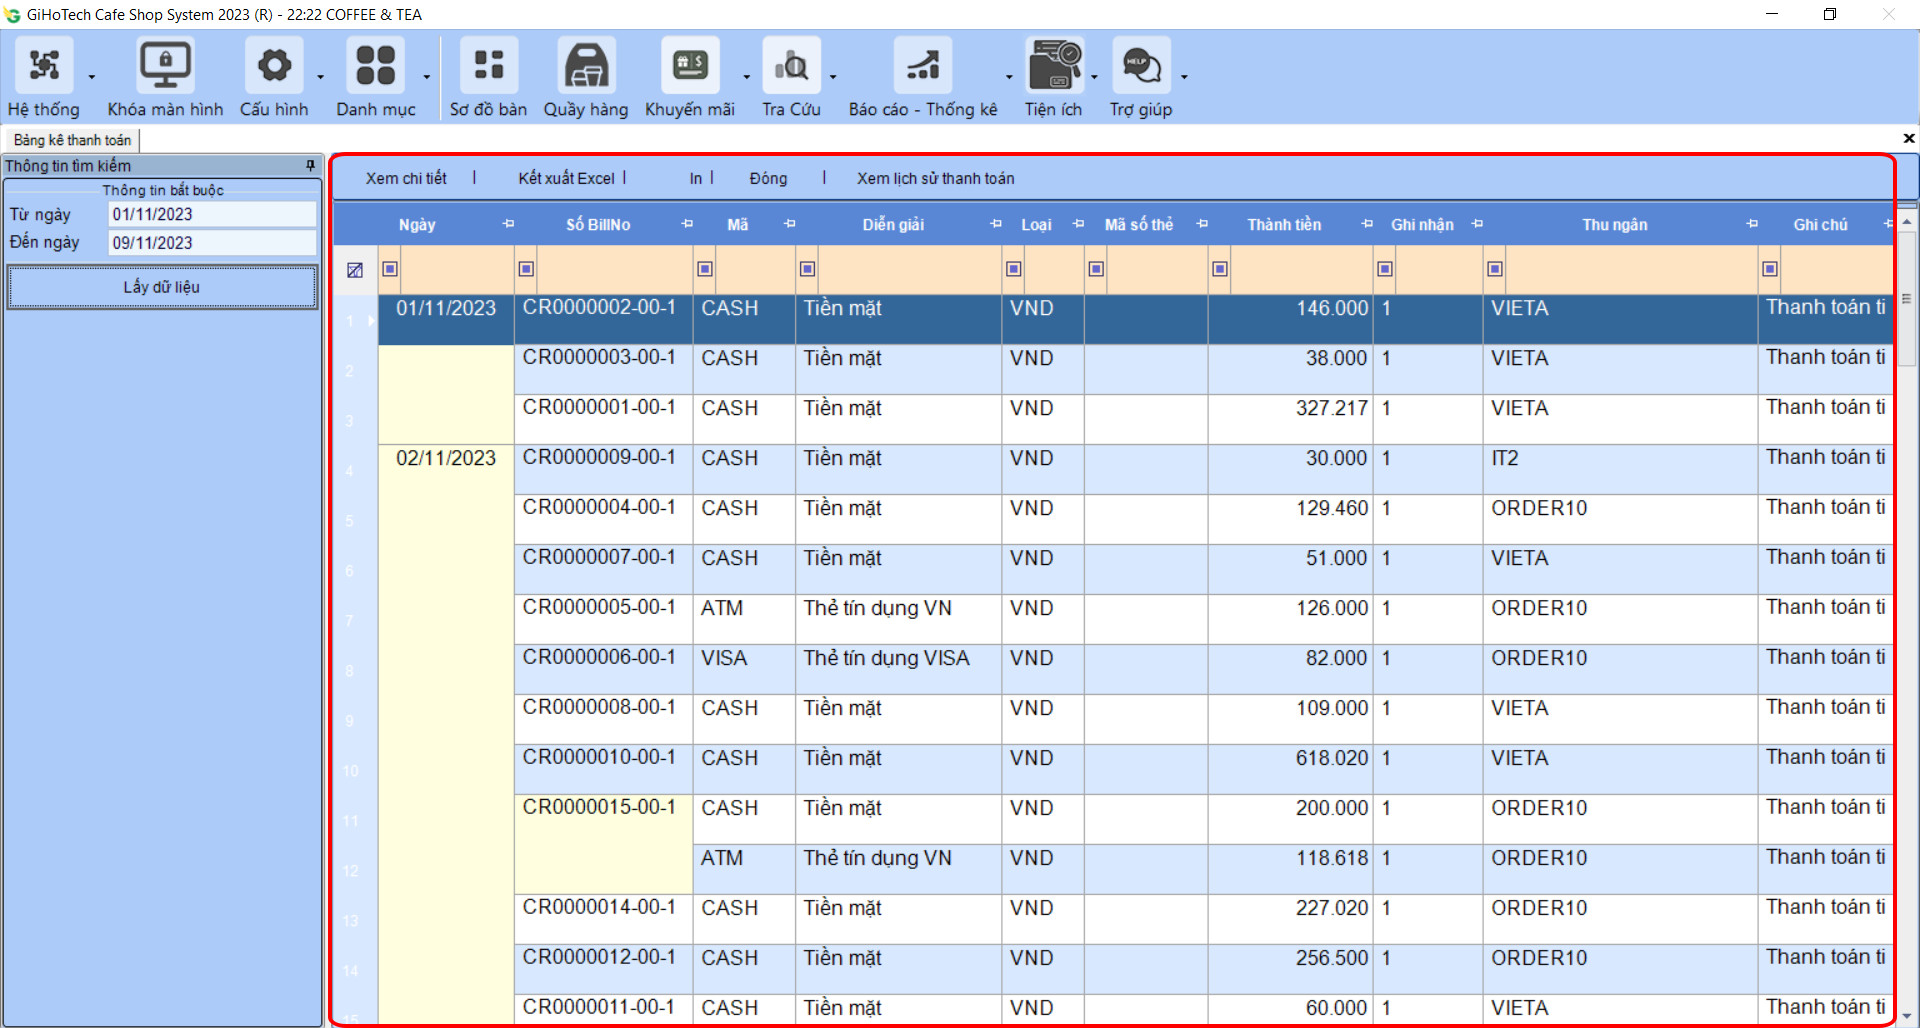 GiHoTech Cafe Shop System 2023 (R) - 22:22 COFFEE & TEA
Hệ thống Khóa màn hình Cấu hình Danh mục Sơ đồ bàn Quầy hàng Khuyến mãi Tra Cứu Báo cáo - Thống kê Tiện ích Trợ giúp
Bảng kê thanh toán
Thông tin tìm kiếm
Thông tin bắt buộc
Từ ngày 01/11/2023
Đến ngày 09/11/2023
Lấy dữ liệu
Xem chi tiết | Kết xuất Excel | In | Đóng | Xem lịch sử thanh toán
Ngày Số BillNo Mã Diễn giải Loại Mã số thẻ Thành tiền Ghi nhận Thu ngân Ghi chú
1 01/11/2023 CR0000002-00-1 CASH Tiền mặt VND 146.000 1 VIETA Thanh toán ti
2 CR0000003-00-1 CASH Tiền mặt VND 38.000 1 VIETA Thanh toán ti
3 CR0000001-00-1 CASH Tiền mặt VND 327.217 1 VIETA Thanh toán ti
4 02/11/2023 CR0000009-00-1 CASH Tiền mặt VND 30.000 1 IT2 Thanh toán ti
5 CR0000004-00-1 CASH Tiền mặt VND 129.460 1 ORDER10 Thanh toán ti
6 CR0000007-00-1 CASH Tiền mặt VND 51.000 1 VIETA Thanh toán ti
7 CR0000005-00-1 ATM Thẻ tín dụng VN VND 126.000 1 ORDER10 Thanh toán ti
8 CR0000006-00-1 VISA Thẻ tín dụng VISA VND 82.000 1 ORDER10 Thanh toán ti
9 CR0000008-00-1 CASH Tiền mặt VND 109.000 1 VIETA Thanh toán ti
10 CR0000010-00-1 CASH Tiền mặt VND 618.020 1 VIETA Thanh toán ti
11 CR0000015-00-1 CASH Tiền mặt VND 200.000 1 ORDER10 Thanh toán ti
12 ATM Thẻ tín dụng VN VND 118.618 1 ORDER10 Thanh toán ti
13 CR0000014-00-1 CASH Tiền mặt VND 227.020 1 ORDER10 Thanh toán ti
14 CR0000012-00-1 CASH Tiền mặt VND 256.500 1 ORDER10 Thanh toán ti
15 CR0000011-00-1 CASH Tiền mặt VND 60.000 1 VIETA Thanh toán ti